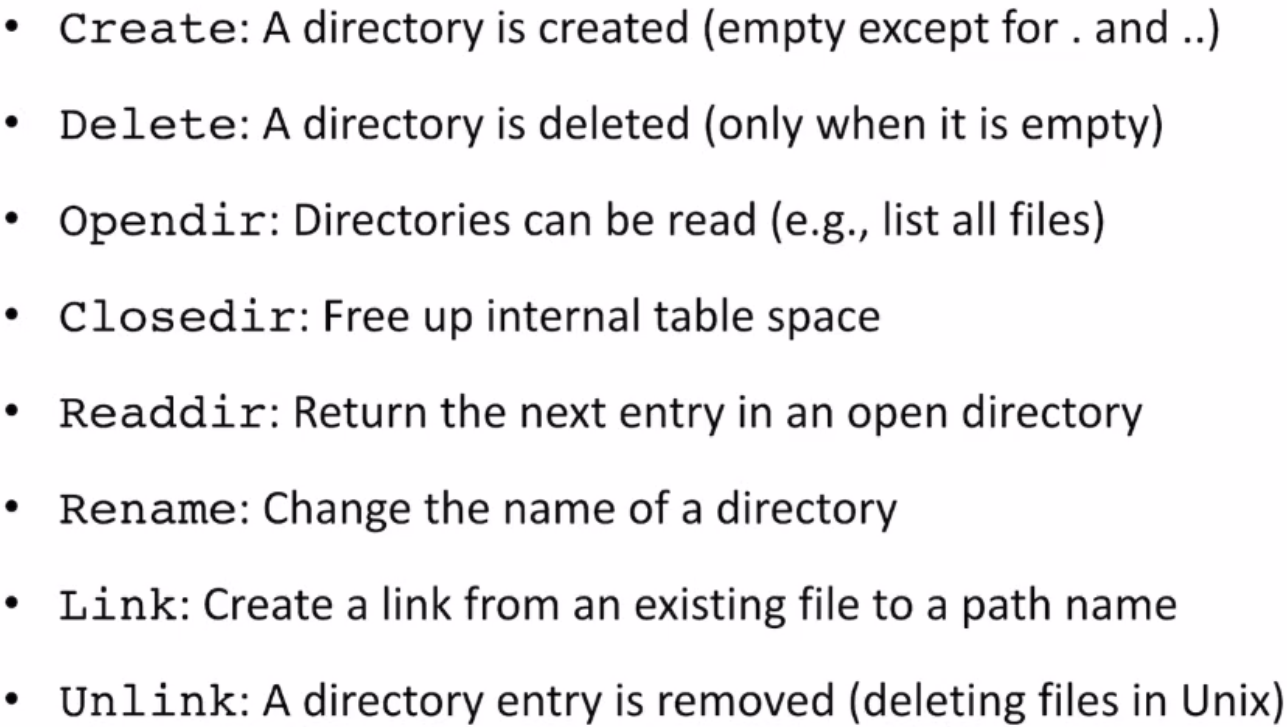 • Create: A directory is created (empty except for . and ..)
• Delete: A directory is deleted (only when it is empty)
• Opendir: Directories can be read (e.g., list all files)
• Closedir: Free up internal table space
• Readdir: Return the next entry in an open directory
• Rename: Change the name of a directory
• Link: Create a link from an existing file to a path name
• Unlink: A directory entry is removed (deleting files in Unix)